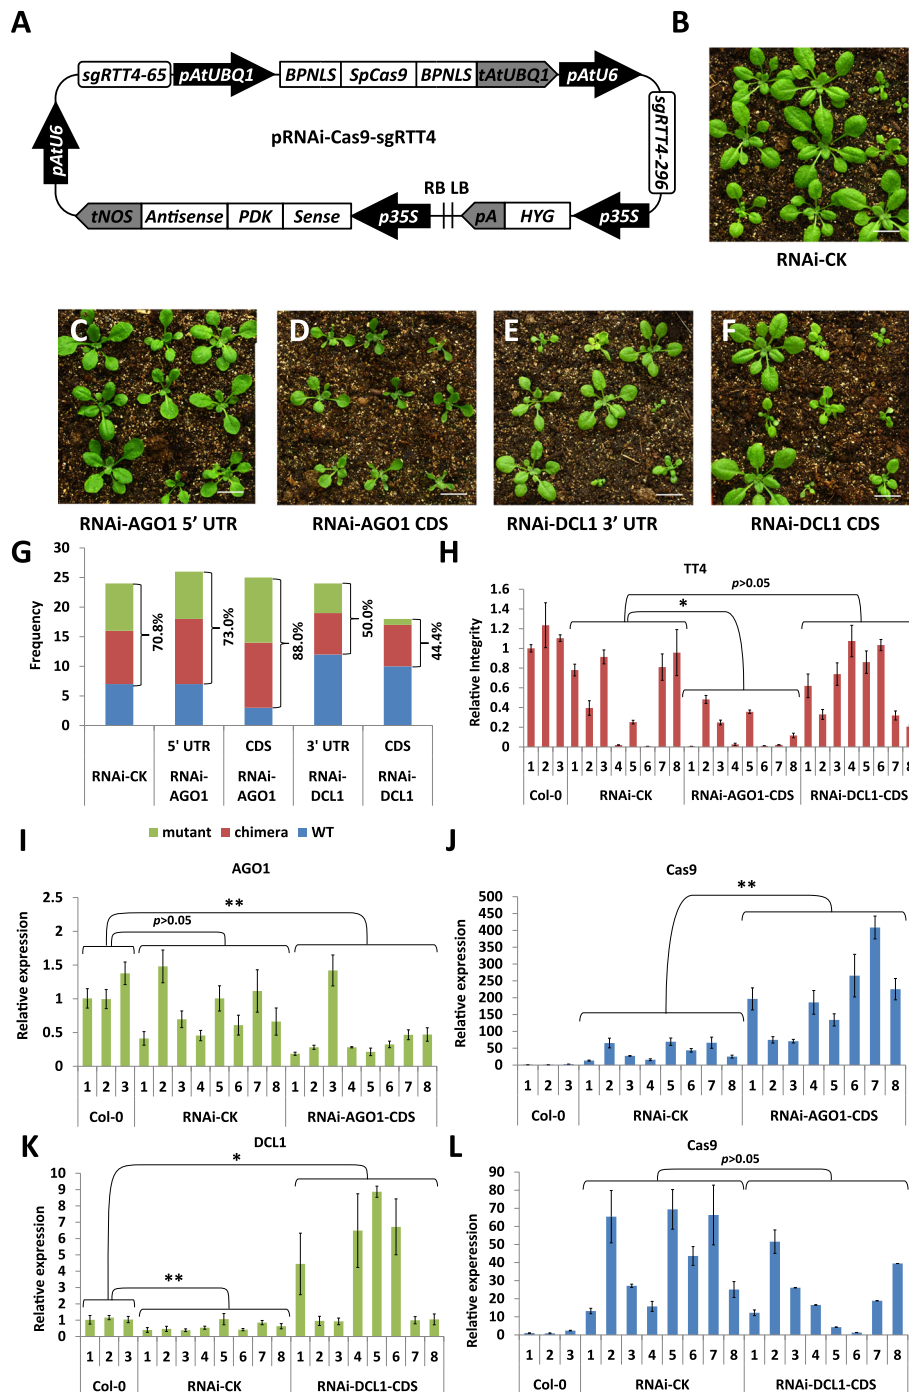 A
B
sgRTT4-65 pAtUBQ1 BPNLS SpCas9 BPNLS tAtUBQ1 pAtU6
pAtU6
pRNAi-Cas9-sgRTT4
sgRTT4-296
RB LB
tNOS Antisense PDK Sense p35S pA HYG p35S
RNAi-CK
C D E F
RNAi-AGO1 5' UTR RNAi-AGO1 CDS RNAi-DCL1 3' UTR RNAi-DCL1 CDS
G
Frequency
30
25
20
15
10
5
0
70.8%
73.0%
88.0%
50.0%
44.4%
5' UTR CDS 3' UTR CDS
RNAi-CK RNAi-AGO1 RNAi-AGO1 RNAi-DCL1 RNAi-DCL1
mutant chimera WT
H
TT4
p>0.05
*
Relative Integrity
1.6
1.4
1.2
1
0.8
0.6
0.4
0.2
0
1 2 3 1 2 3 4 5 6 7 8 1 2 3 4 5 6 7 8 1 2 3 4 5 6 7 8
Col-0 RNAi-CK RNAi-AGO1-CDS RNAi-DCL1-CDS
I
AGO1
**
p>0.05
Relative expression
2.5
2
1.5
1
0.5
0
1 2 3 1 2 3 4 5 6 7 8 1 2 3 4 5 6 7 8
Col-0 RNAi-CK RNAi-AGO1-CDS
J
Cas9
**
Relative expression
500
450
400
350
300
250
200
150
100
50
0
1 2 3 1 2 3 4 5 6 7 8 1 2 3 4 5 6 7 8
Col-0 RNAi-CK RNAi-AGO1-CDS
K
DCL1
*
**
Relative expression
10
9
8
7
6
5
4
3
2
1
0
1 2 3 1 2 3 4 5 6 7 8 1 2 3 4 5 6 7 8
Col-0 RNAi-CK RNAi-DCL1-CDS
L
Cas9
p>0.05
Relative experession
90
80
70
60
50
40
30
20
10
0
1 2 3 1 2 3 4 5 6 7 8 1 2 3 4 5 6 7 8
Col-0 RNAi-CK RNAi-DCL1-CDS